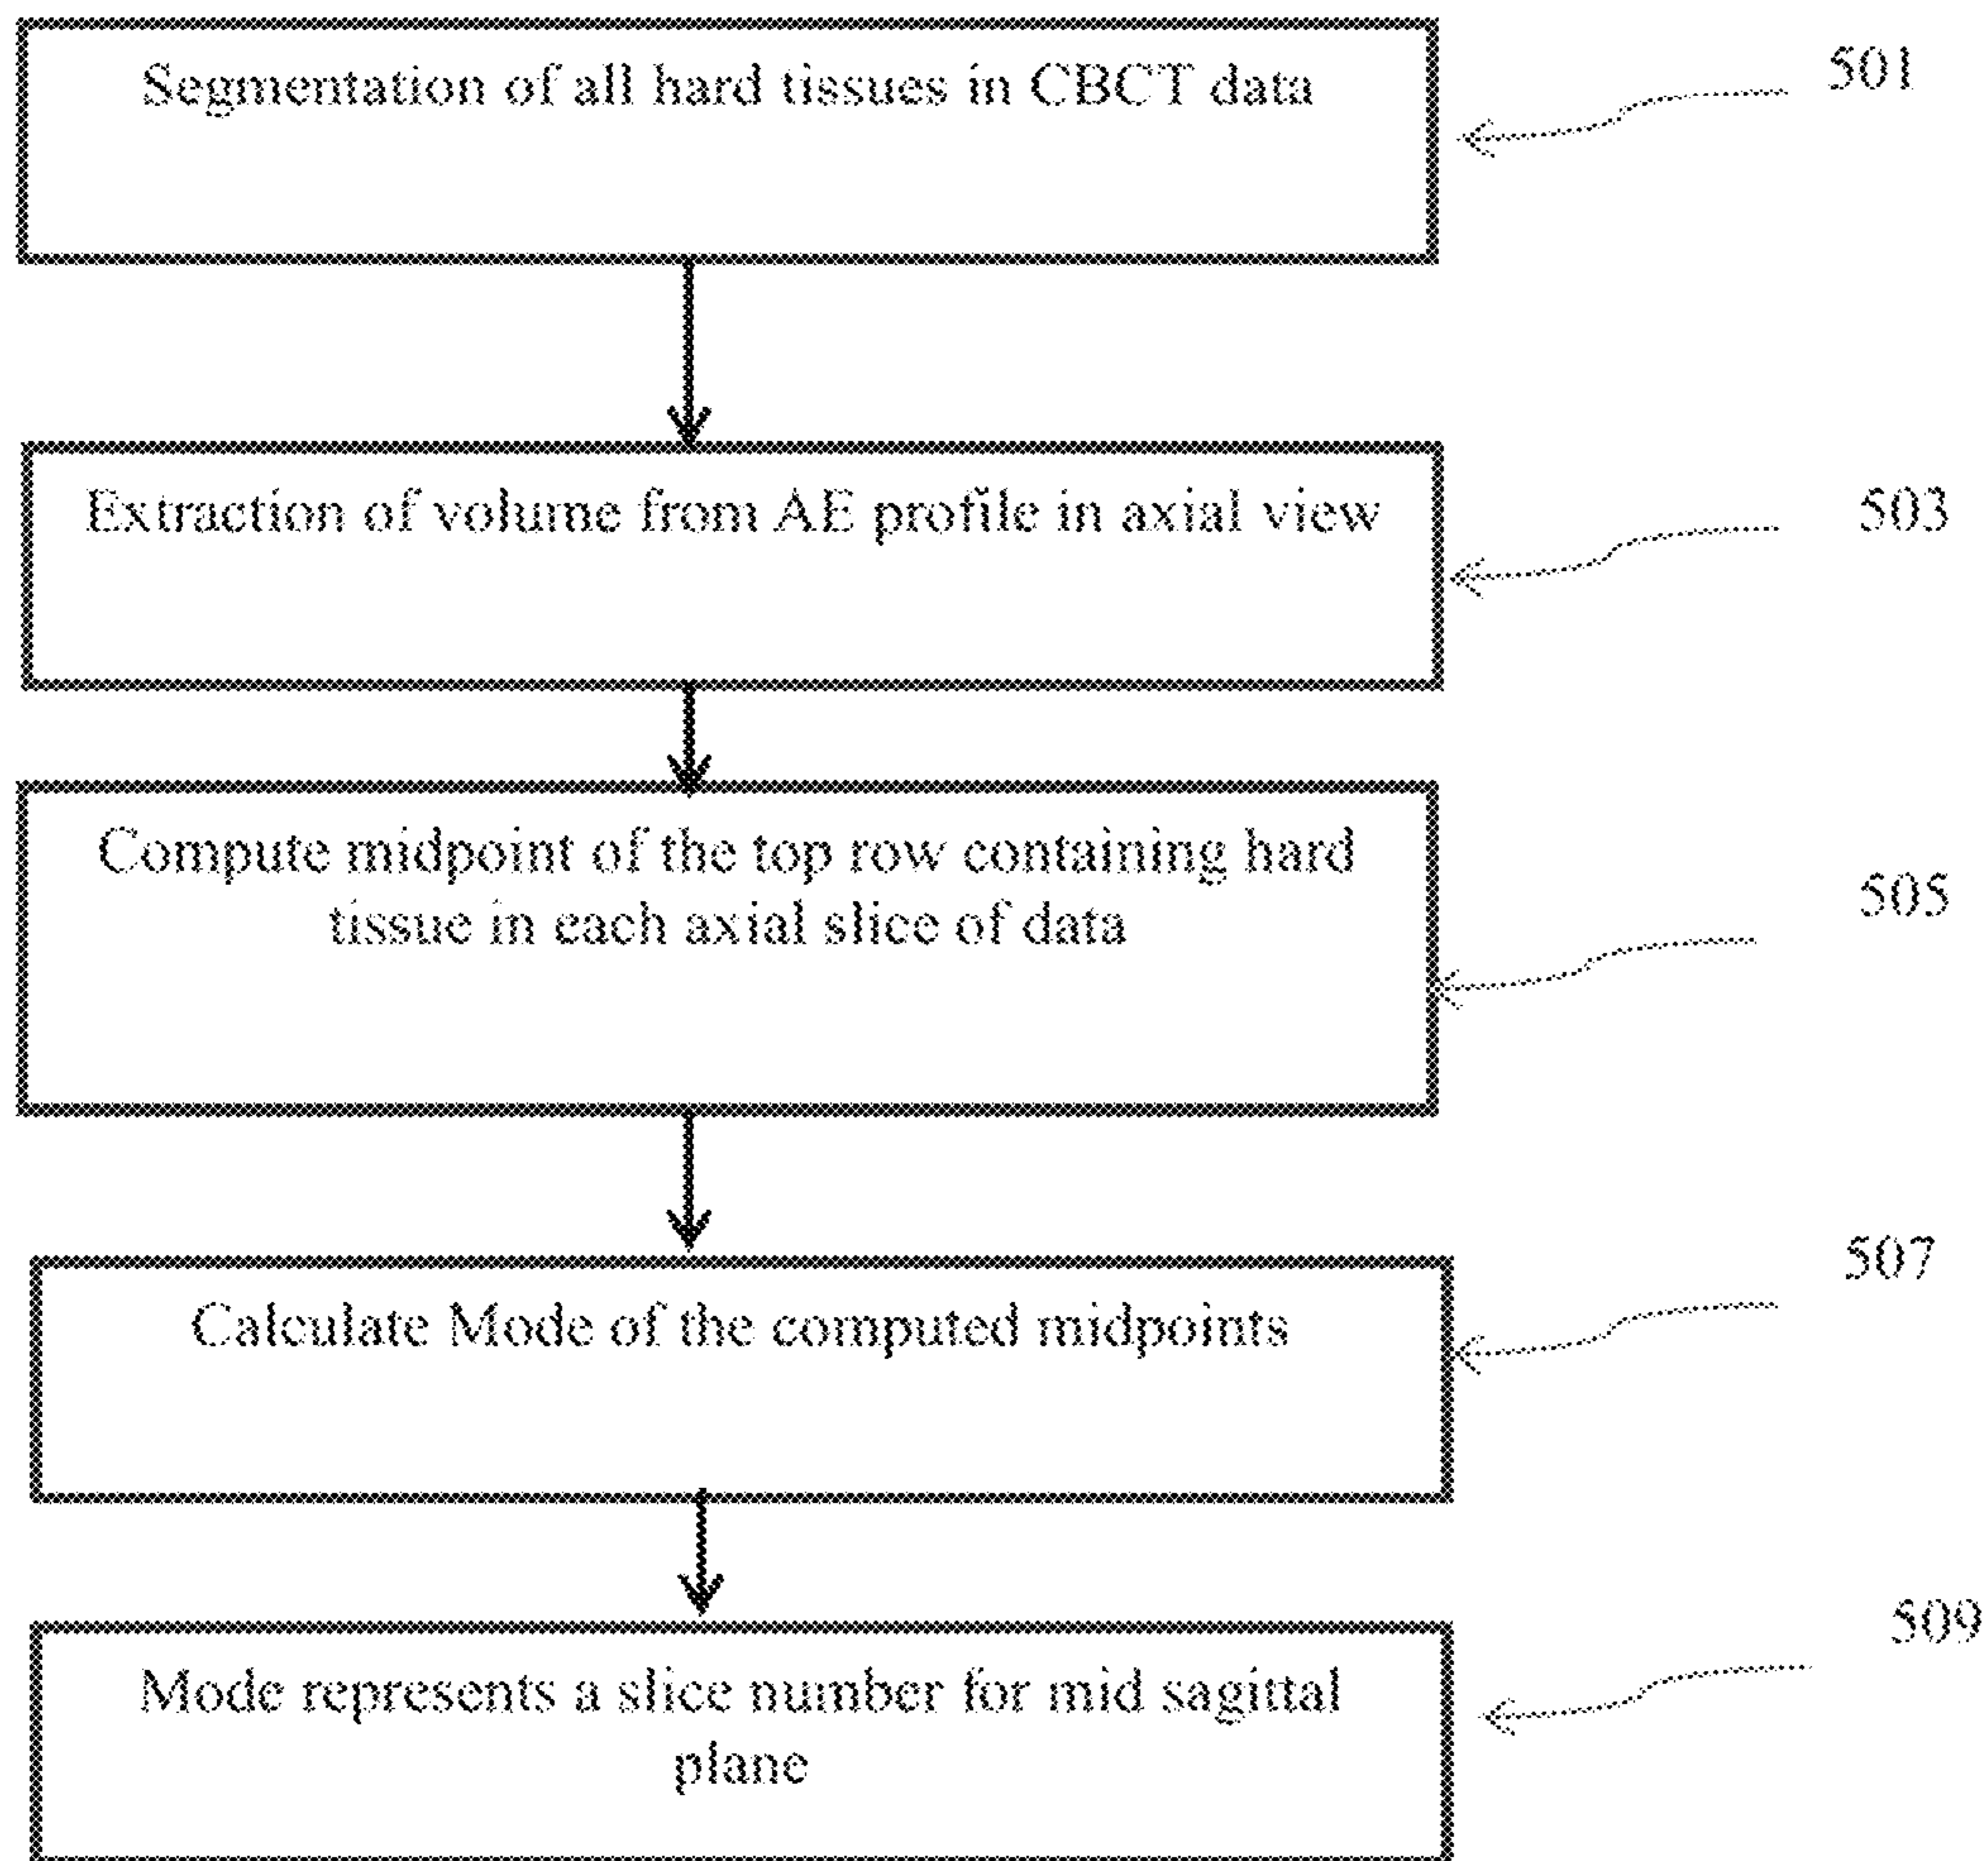 Segmentation of all hard tissues in CBCT data
501
Extraction of volume from AE profile in axial view
503
Compute midpoint of the top row containing hard
tissue in each axial slice of data
505
Calculate Mode of the computed midpoints
507
Mode represents a slice number for mid sagittal
plane
509